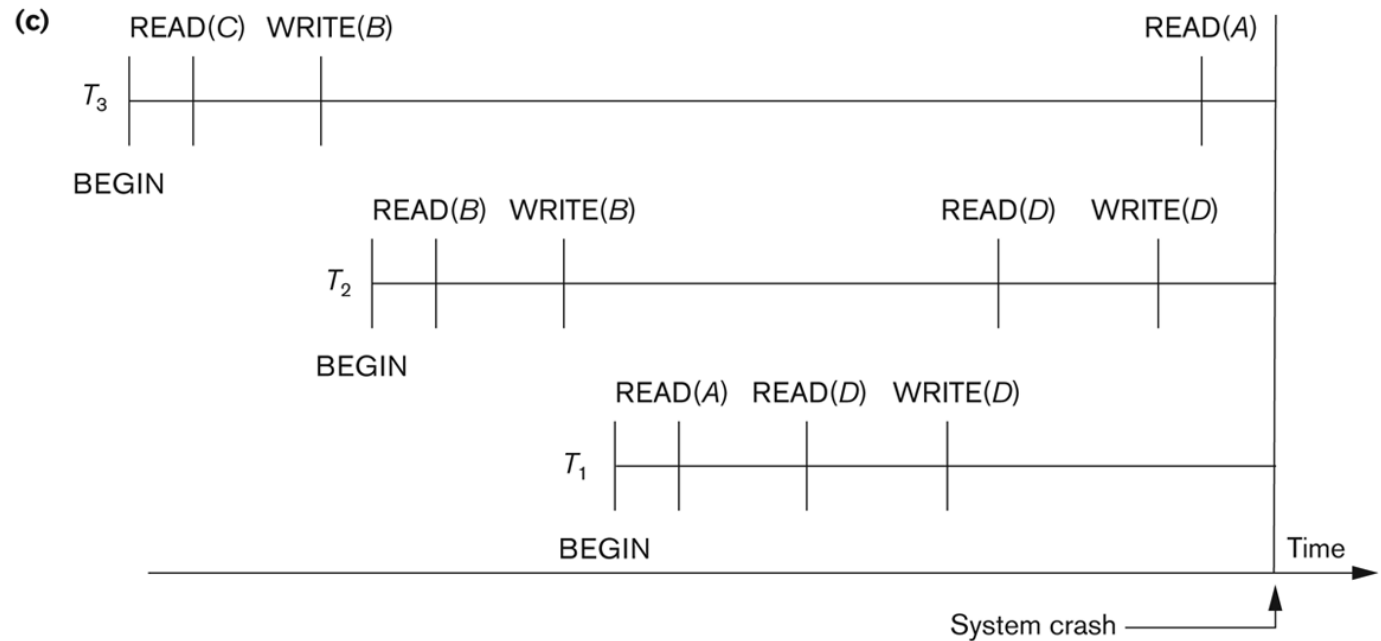 (c)
READ(C) WRITE(B) READ(A)
T3
BEGIN
READ(B) WRITE(B) READ(D) WRITE(D)
T2
BEGIN
READ(A) READ(D) WRITE(D)
T1
BEGIN
Time
System crash